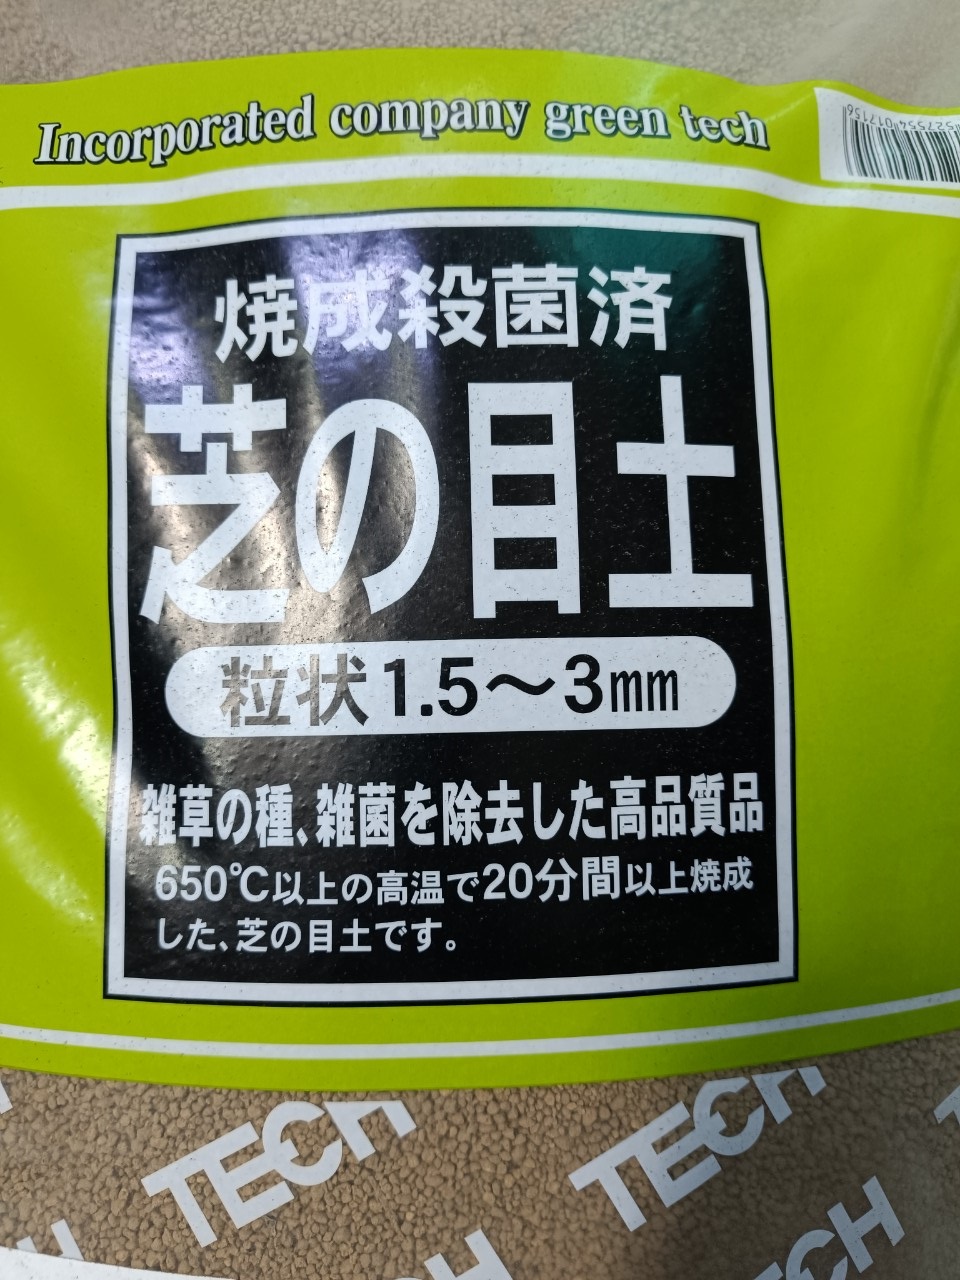 Incorporated company green tech
527554 017156
焼成殺菌済
芝の目土
粒状1.5～3mm
雑草の種、雑菌を除去した高品質品
650℃以上の高温で20分間以上焼成
した、芝の目土です。
TECH
TECH